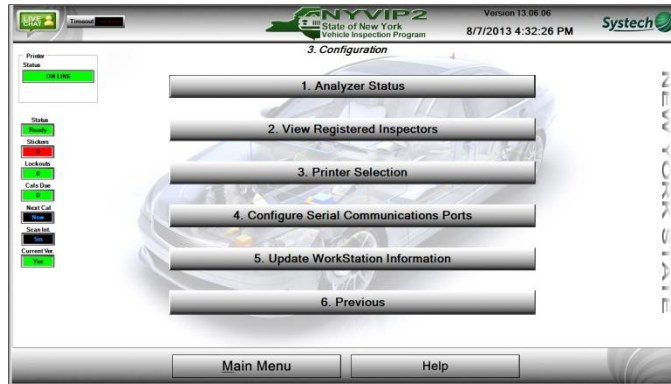 LIVE CHAT
Timeout
NYVIP2
State of New York
Vehicle Inspection Program
Version 13.06.06
8/7/2013 4:32:26 PM
Systech
3. Configuration
Printer
Status
ON LINE
1. Analyzer Status
2. View Registered Inspectors
3. Printer Selection
4. Configure Serial Communications Ports
5. Update WorkStation Information
6. Previous
Status
Ready
Stickers
0
Lockouts
0
Cals Due
0
Next Cal
Now
Scan Int.
5m
Current Ver.
Yes
NEW YORK STATE
Main Menu
Help